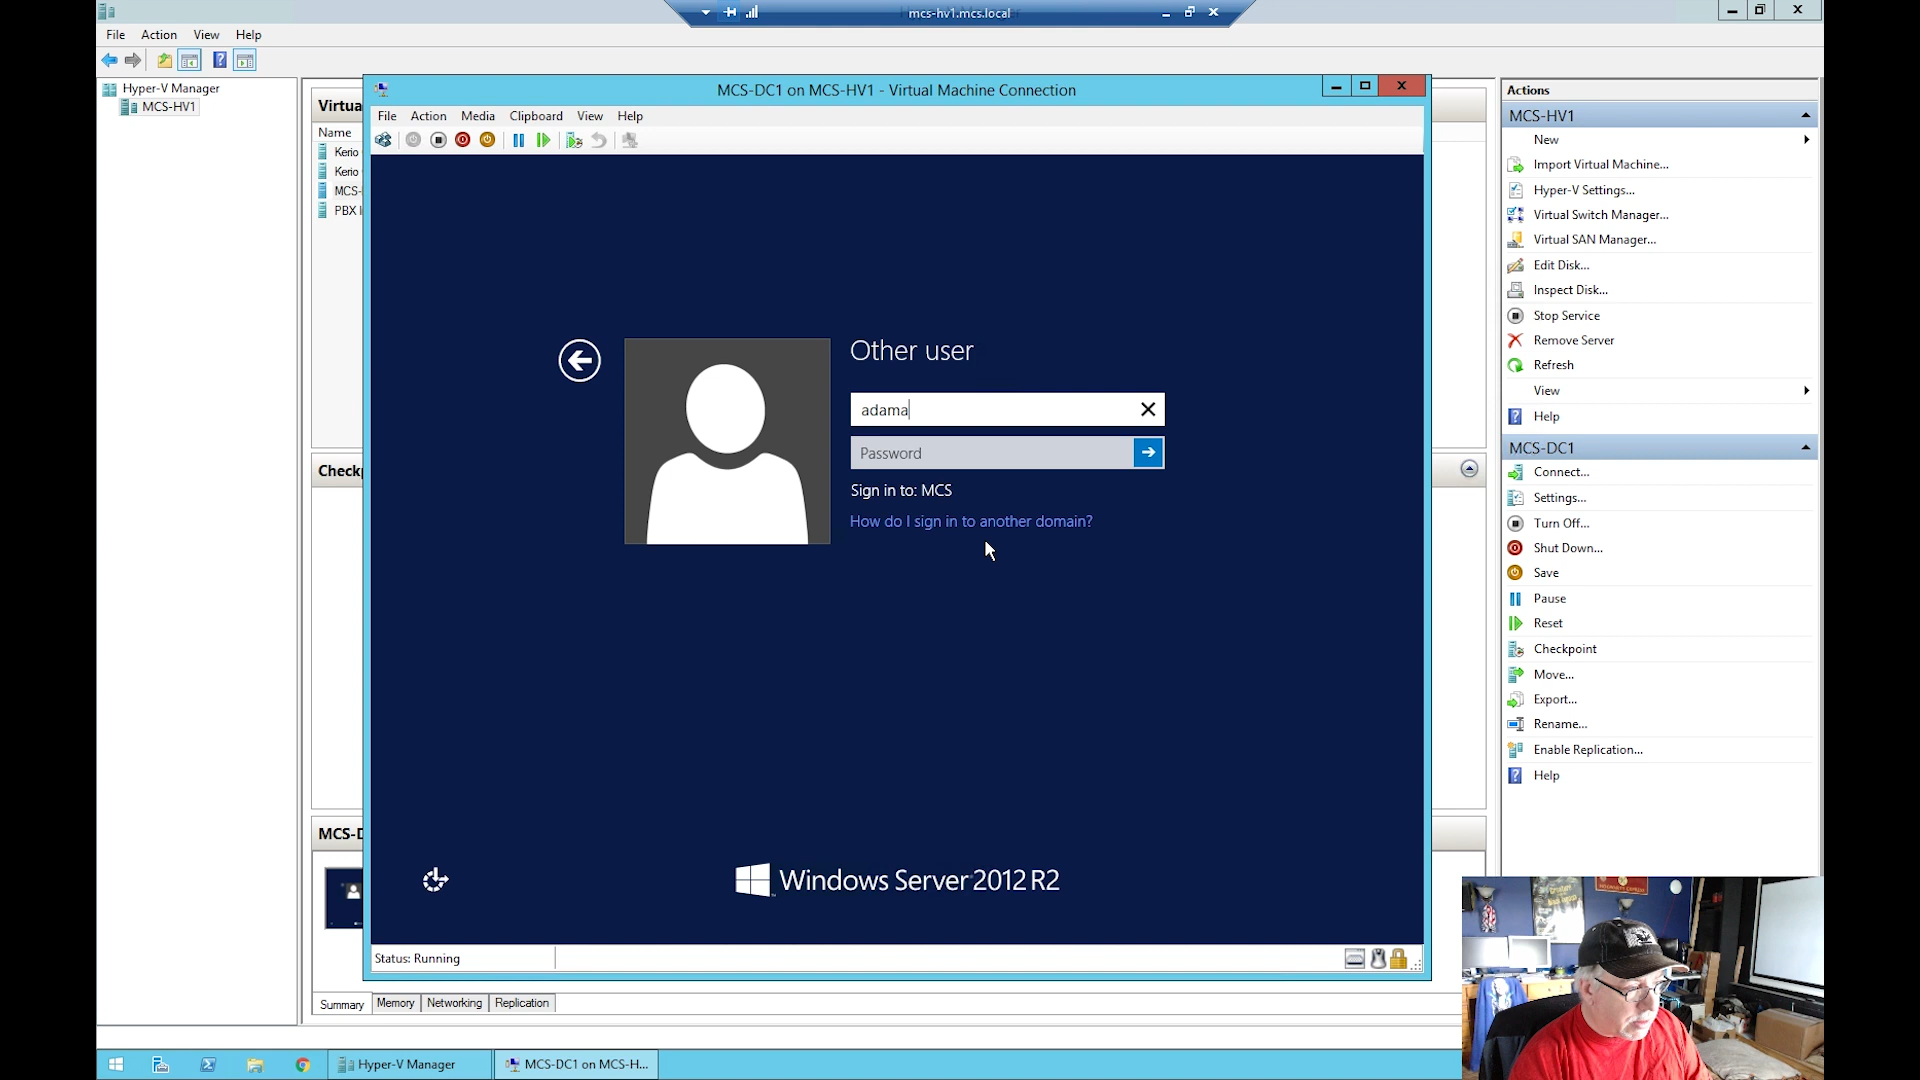 mcs-hv1.mcs.local
File Action View Help
Hyper-V Manager
MCS-HV1
Virtua
Name
Kerio
Kerio
MCS-
PBX I
Check
MCS-D
Summary Memory Networking Replication
MCS-DC1 on MCS-HV1 - Virtual Machine Connection
File Action Media Clipboard View Help
Other user
adama
Password
Sign in to: MCS
How do I sign in to another domain?
Windows Server 2012 R2
Status: Running
Actions
MCS-HV1
New
Import Virtual Machine...
Hyper-V Settings...
Virtual Switch Manager...
Virtual SAN Manager...
Edit Disk...
Inspect Disk...
Stop Service
Remove Server
Refresh
View
Help
MCS-DC1
Connect...
Settings...
Turn Off...
Shut Down...
Save
Pause
Reset
Checkpoint
Move...
Export...
Rename...
Enable Replication...
Help
Hyper-V Manager
MCS-DC1 on MCS-H...